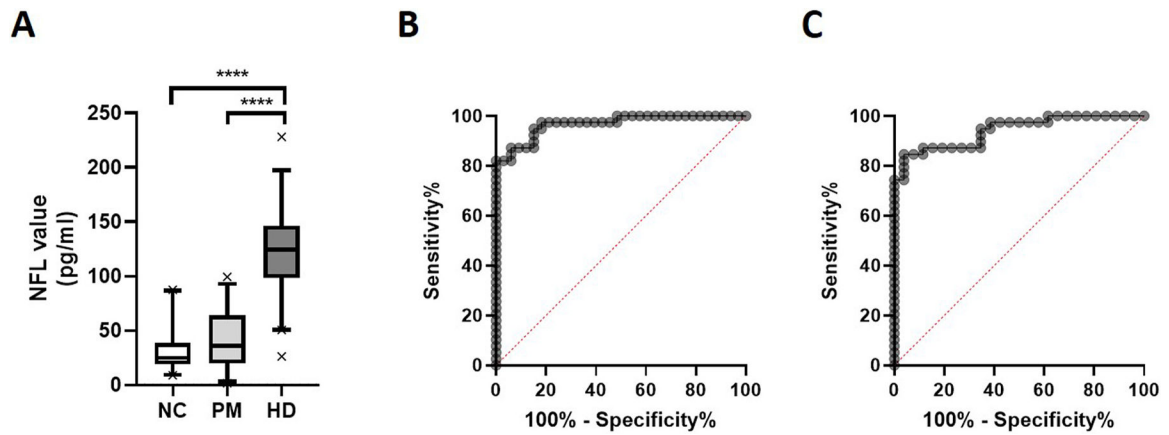 A
B
C
****
****
NFL value
(pg/ml)
250
200
150
100
50
0
NC PM HD
Sensitivity%
100
80
60
40
20
0
0 20 40 60 80 100
100% - Specificity%
Sensitivity%
100
80
60
40
20
0
0 20 40 60 80 100
100% - Specificity%